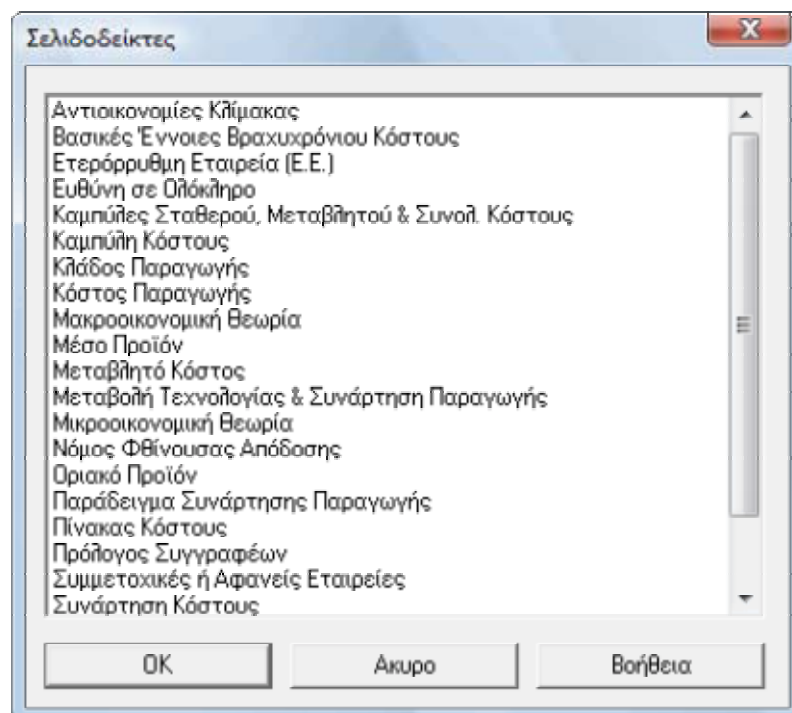 Σελιδοδείκτες
Αντιοικονομίες Κλίμακας
Βασικές Έννοιες Βραχυχρόνιου Κόστους
Ετερόρρυθμη Εταιρεία (Ε.Ε.)
Ευθύνη σε Ολόκληρο
Καμπύλες Σταθερού, Μεταβλητού & Συνολ. Κόστους
Καμπύλη Κόστους
Κλάδος Παραγωγής
Κόστος Παραγωγής
Μακροοικονομική Θεωρία
Μέσο Προϊόν
Μεταβλητό Κόστος
Μεταβολή Τεχνολογίας & Συνάρτηση Παραγωγής
Μικροοικονομική Θεωρία
Νόμος Φθίνουσας Απόδοσης
Οριακό Προϊόν
Παράδειγμα Συνάρτησης Παραγωγής
Πίνακας Κόστους
Πρόλογος Συγγραφέων
Συμμετοχικές ή Αφανείς Εταιρείες
Συνάρτηση Κόστους
OK Ακυρο Βοήθεια